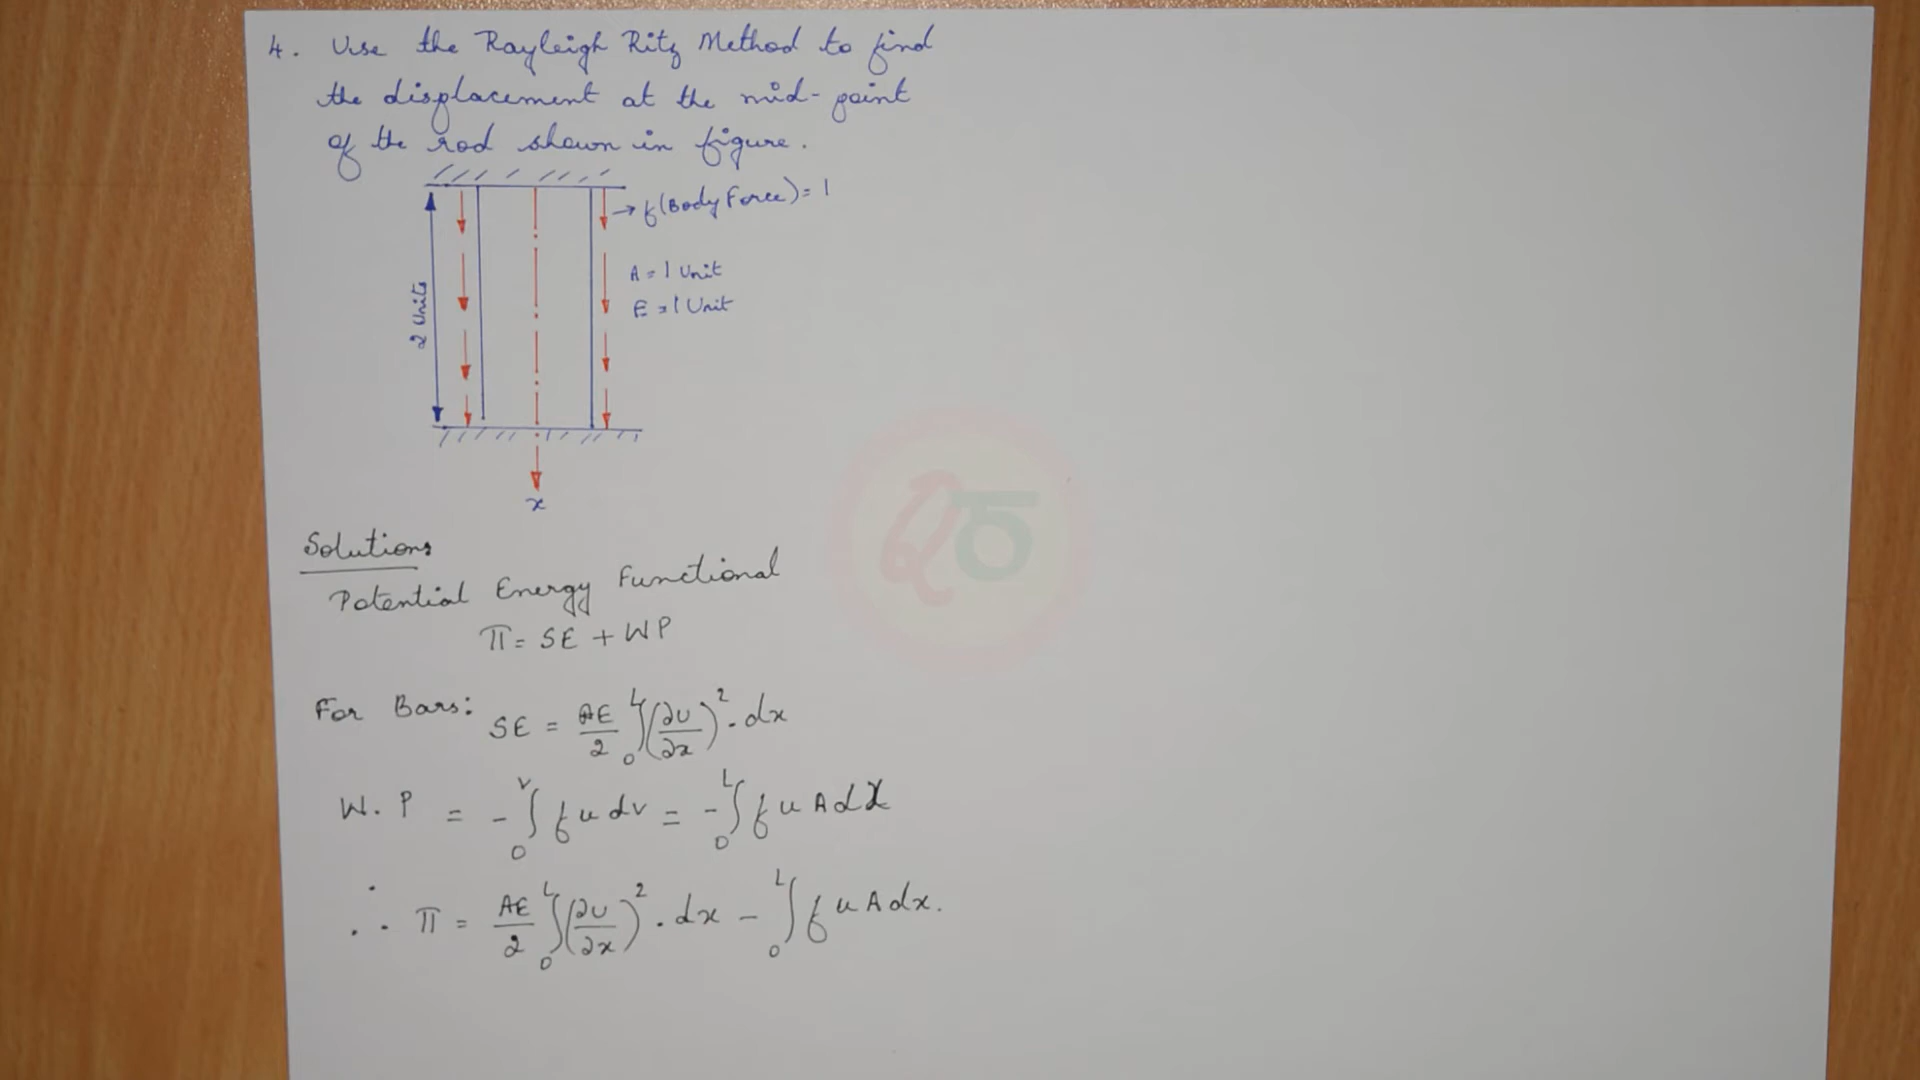 4. Use the Rayleigh Ritz Method to find
the displacement at the mid-point
of the rod shown in figure.
→ f(Body Force) = 1
A = 1 Unit
E = 1 Unit
2 Units
x
Solutions
Potential Energy Functional
π = SE + WP
For Bars: SE = AE/2 ∫₀ᴸ (∂u/∂x)² . dx
W.P = - ∫₀ⱽ f u dv = - ∫₀ᴸ f u A dx
∴ π = AE/2 ∫₀ᴸ (∂u/∂x)² . dx - ∫₀ᴸ f u A dx.